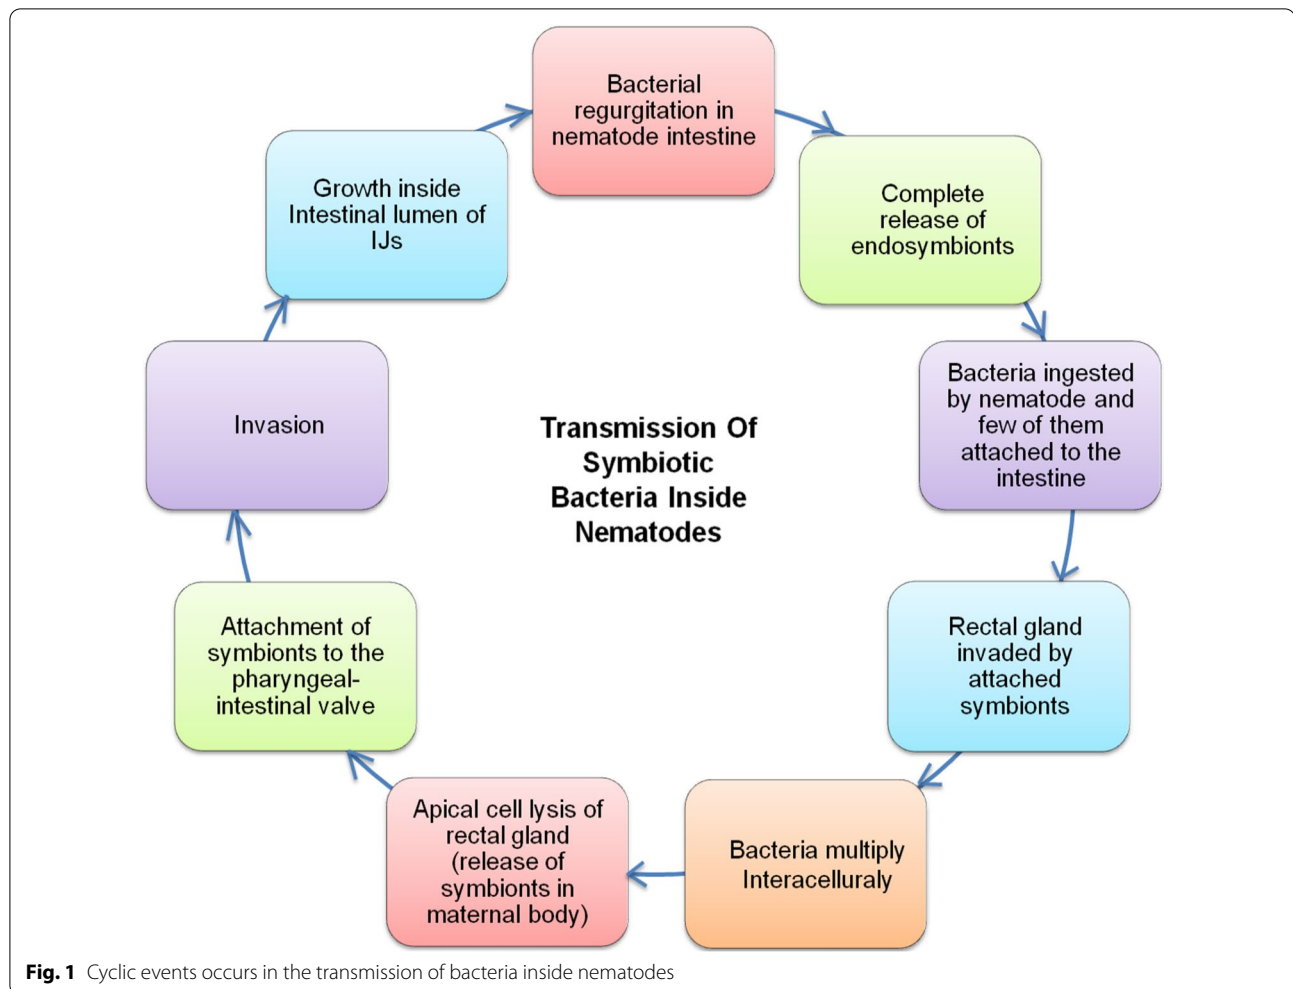 Bacterial
regurgitation in
nematode intestine
Complete
release of
endosymbionts
Bacteria ingested
by nematode and
few of them
attached to the
intestine
Rectal gland
invaded by
attached
symbionts
Bacteria multiply
Interacelluraly
Apical cell lysis of
rectal gland
(release of
symbionts in
maternal body)
Attachment of
symbionts to the
pharyngeal-
intestinal valve
Invasion
Growth inside
Intestinal lumen of
IJs
Transmission Of
Symbiotic
Bacteria Inside
Nematodes
Fig. 1 Cyclic events occurs in the transmission of bacteria inside nematodes